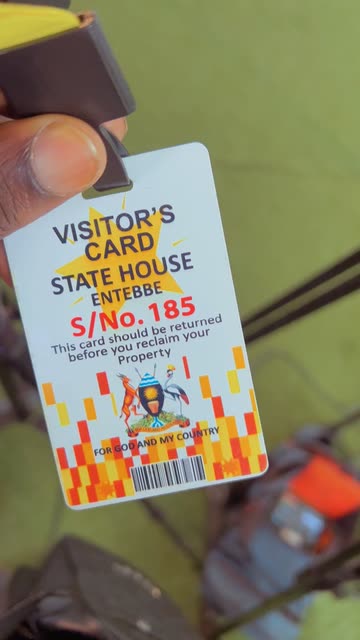 VISITOR'S
CARD
STATE HOUSE
ENTEBBE
S/No. 185
This card should be returned
before you reclaim your
Property
FOR GOD AND MY COUNTRY